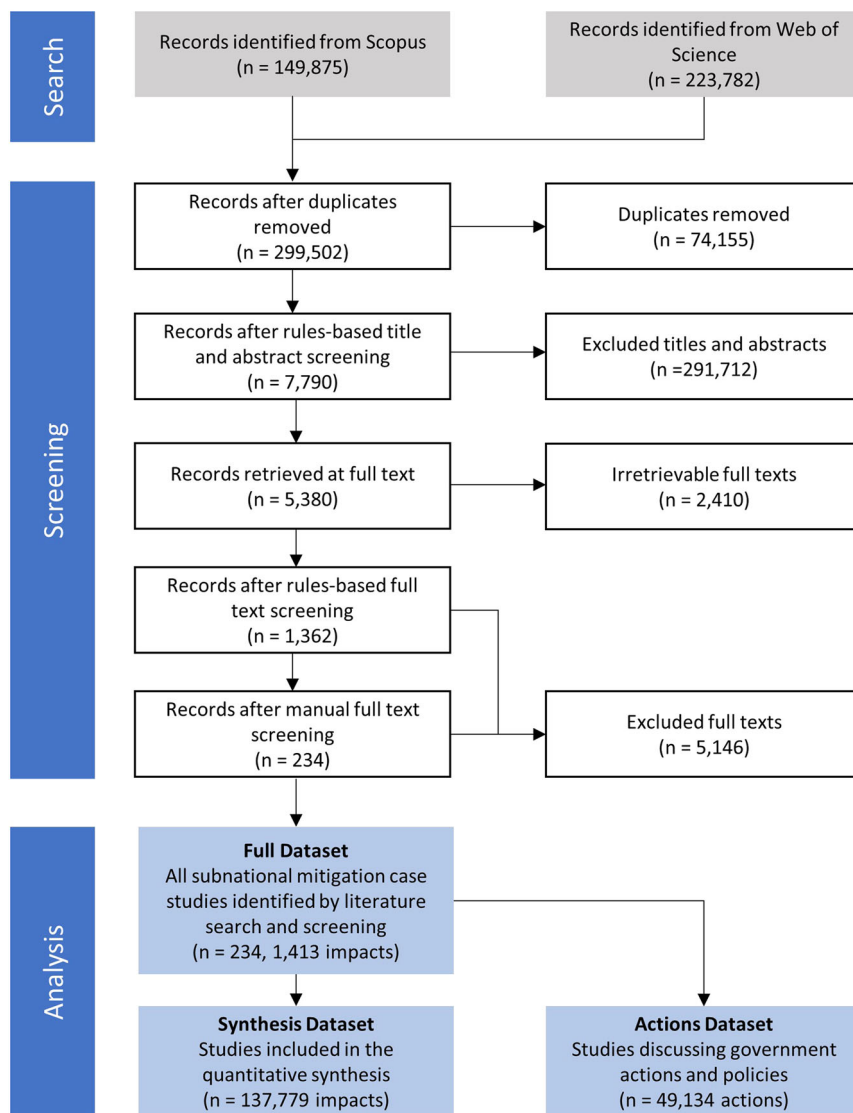 Search
Records identified from Scopus
(n = 149,875)
Records identified from Web of
Science
(n = 223,782)
Screening
Records after duplicates
removed
(n = 299,502)
Duplicates removed
(n = 74,155)
Records after rules-based title
and abstract screening
(n = 7,790)
Excluded titles and abstracts
(n =291,712)
Records retrieved at full text
(n = 5,380)
Irretrievable full texts
(n = 2,410)
Records after rules-based full
text screening
(n = 1,362)
Records after manual full text
screening
(n = 234)
Excluded full texts
(n = 5,146)
Analysis
Full Dataset
All subnational mitigation case
studies identified by literature
search and screening
(n = 234, 1,413 impacts)
Synthesis Dataset
Studies included in the
quantitative synthesis
(n = 137,779 impacts)
Actions Dataset
Studies discussing government
actions and policies
(n = 49,134 actions)